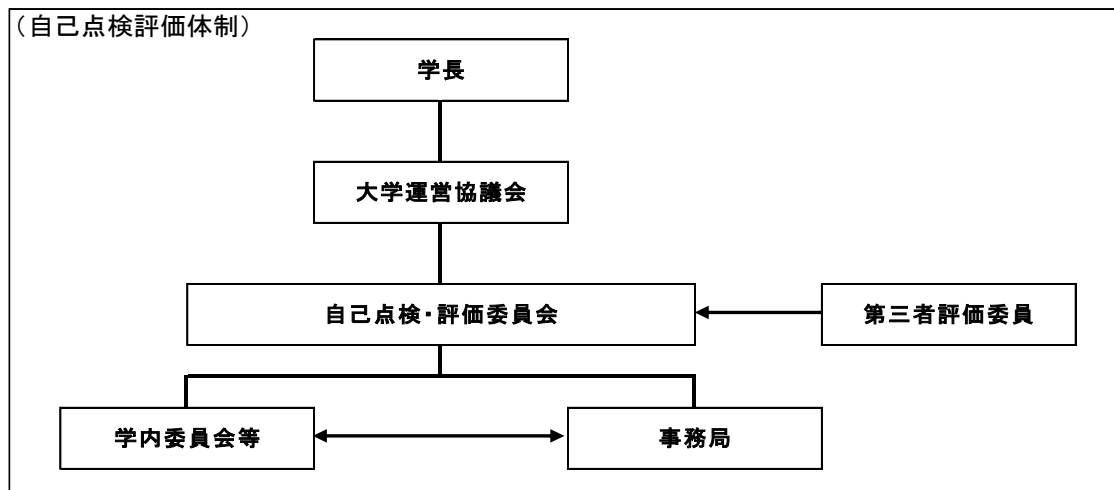 （自己点検評価体制）
学長
大学運営協議会
自己点検・評価委員会
第三者評価委員
学内委員会等
事務局